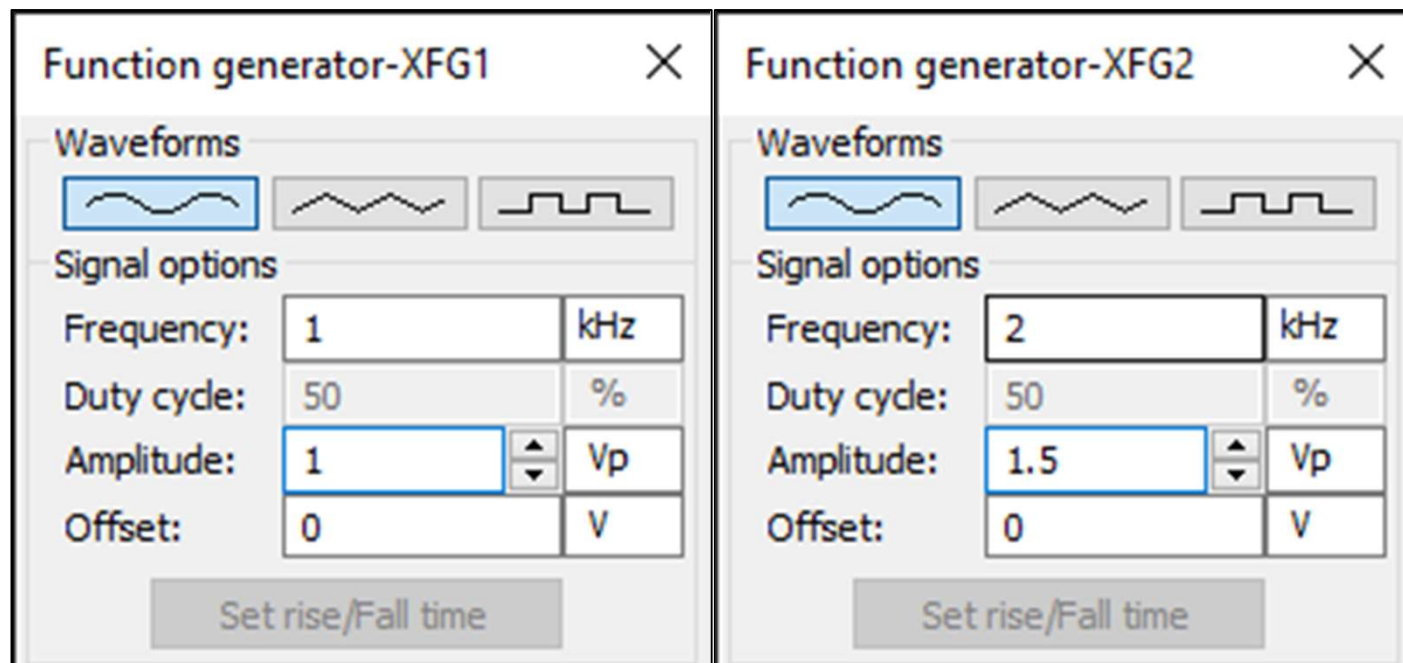 Function generator-XFG1
Waveforms
Signal options
Frequency: 1 kHz
Duty cycle: 50 %
Amplitude: 1 Vp
Offset: 0 V
Set rise/Fall time
Function generator-XFG2
Waveforms
Signal options
Frequency: 2 kHz
Duty cycle: 50 %
Amplitude: 1.5 Vp
Offset: 0 V
Set rise/Fall time